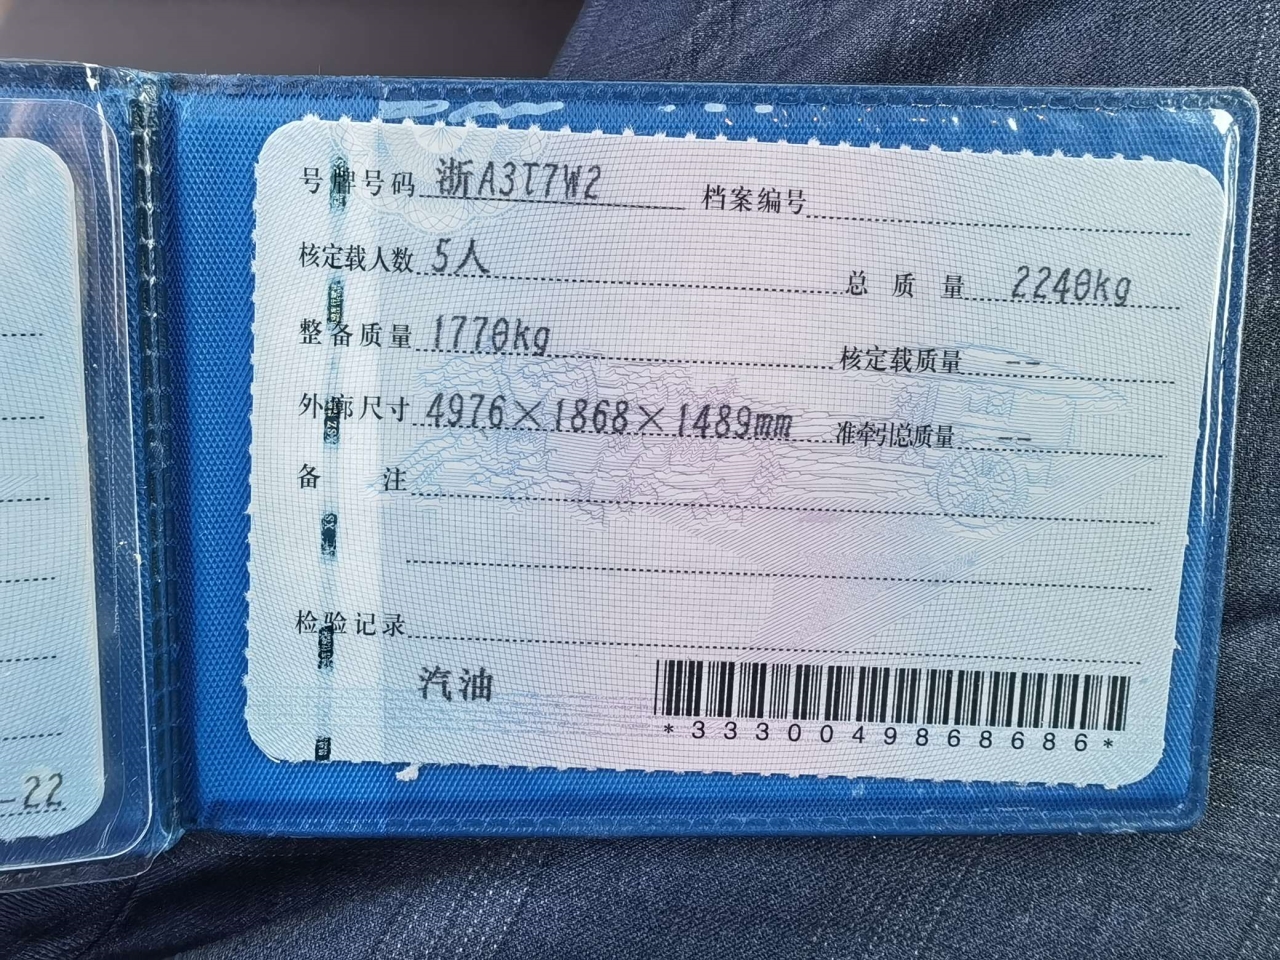 号牌号码 浙A3T7W2 档案编号
核定载人数 5人 总质量 2240kg
整备质量 1770kg 核定载质量 --
外廓尺寸 4976×1868×1489mm 准牵引总质量 --
备注
检验记录
汽油
*3330049868686*
-22